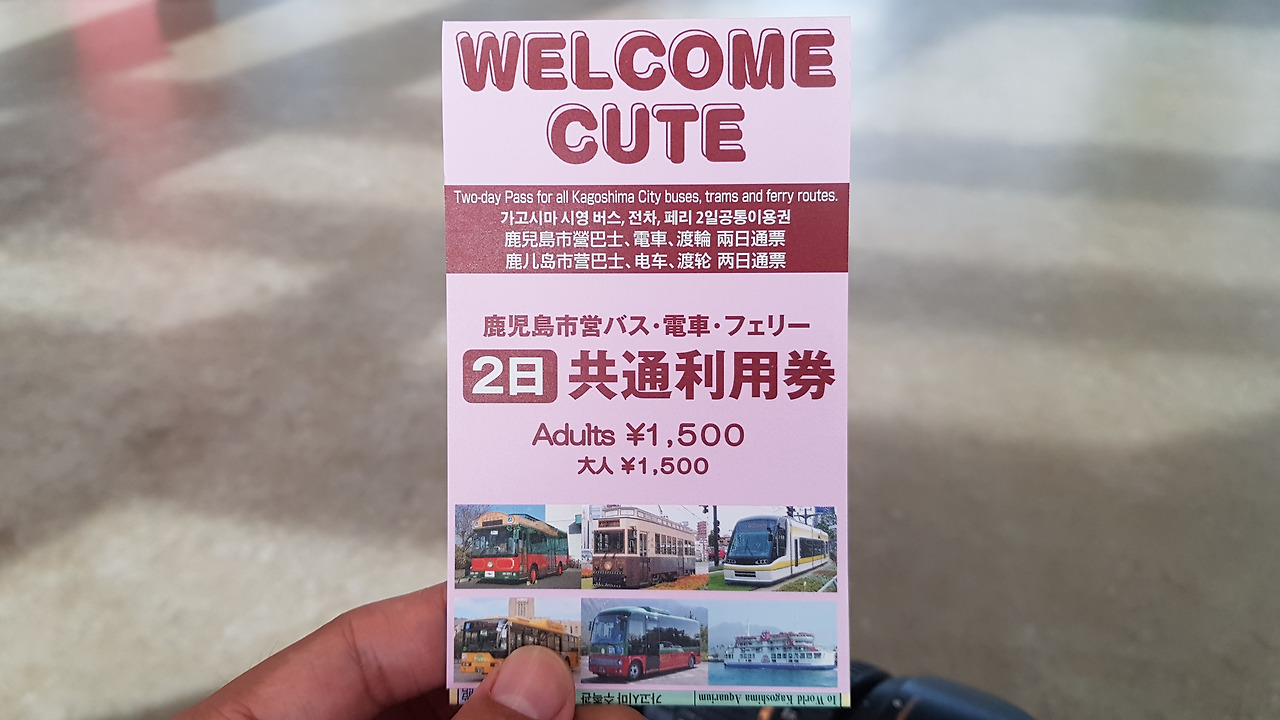 WELCOME
CUTE
Two-day Pass for all Kagoshima City buses, trams and ferry routes.
가고시마 시영 버스, 전차, 페리 2일공통이용권
鹿兒島市營巴士、電車、渡輪 兩日通票
鹿儿岛市营巴士、电车、渡轮 两日通票
鹿児島市営バス・電車・フェリー
2日 共通利用券
Adults ¥1,500
大人 ¥1,500
To World Kagoshima Aquarium